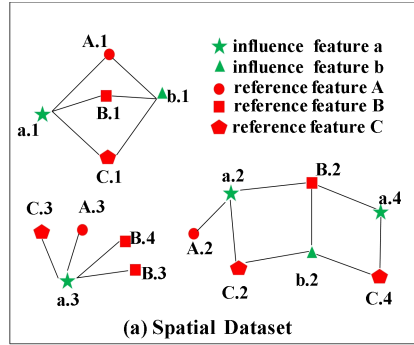 A.1
influence feature a
influence feature b
reference feature A
reference feature B
reference feature C
a.1
B.1
b.1
C.1
a.2
B.2
a.4
C.3
A.3
B.4
A.2
B.3
a.3
C.2
b.2
C.4
(a) Spatial Dataset